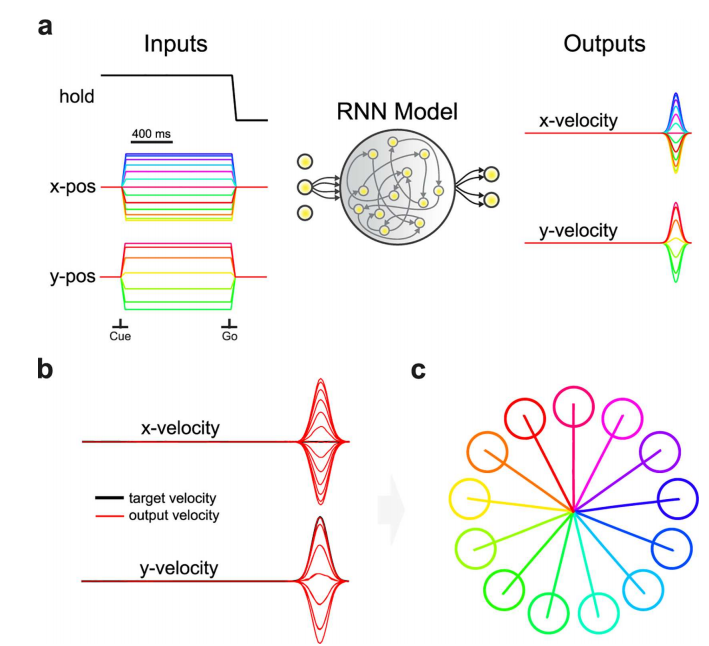 a
Inputs
Outputs
hold
400 ms
RNN Model
x-velocity
x-pos
y-velocity
y-pos
Cue
Go
b
c
x-velocity
target velocity
output velocity
y-velocity